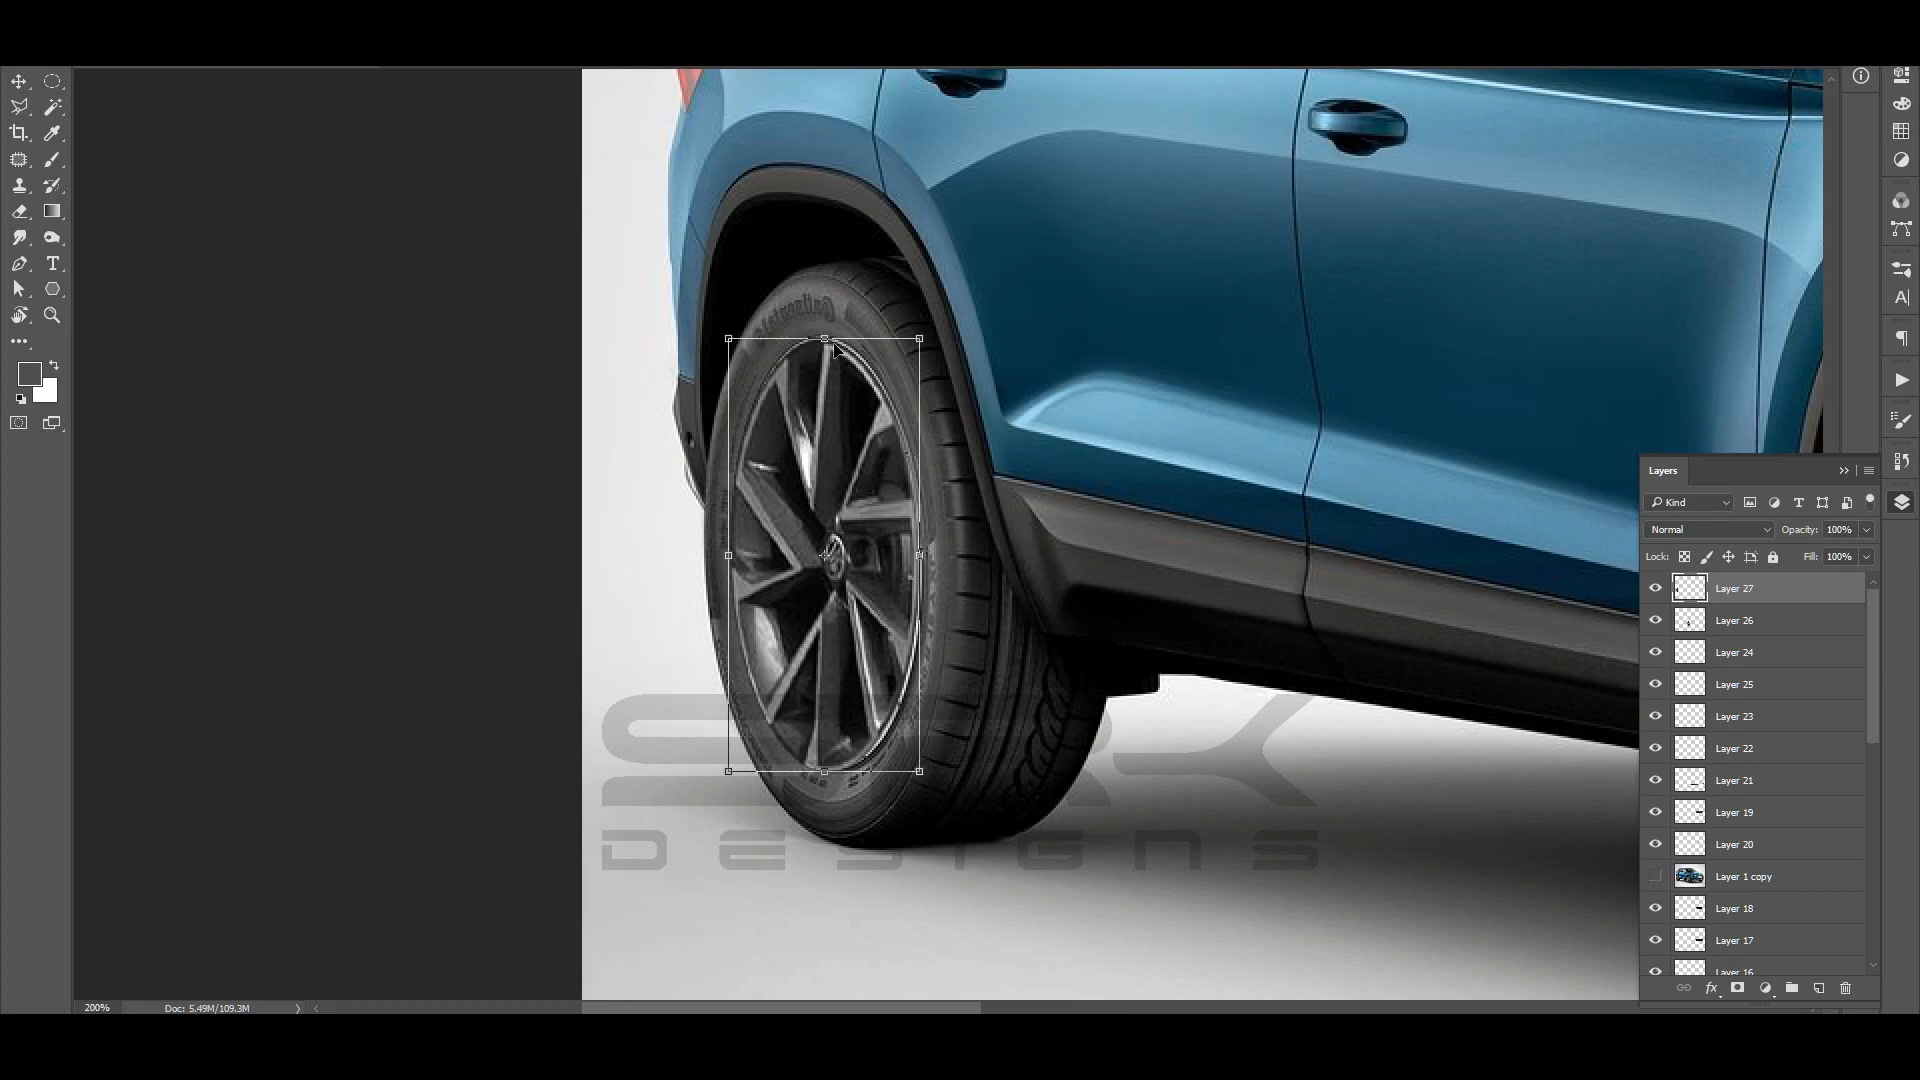 Layers
Kind
Normal
Opacity: 100%
Lock:
Fill: 100%
Layer 27
Layer 26
Layer 24
Layer 25
Layer 23
Layer 22
Layer 21
Layer 19
Layer 20
Layer 1 copy
Layer 18
Layer 17
Layer 16
DESIGNS
200%
Doc: 5.49M/109.3M